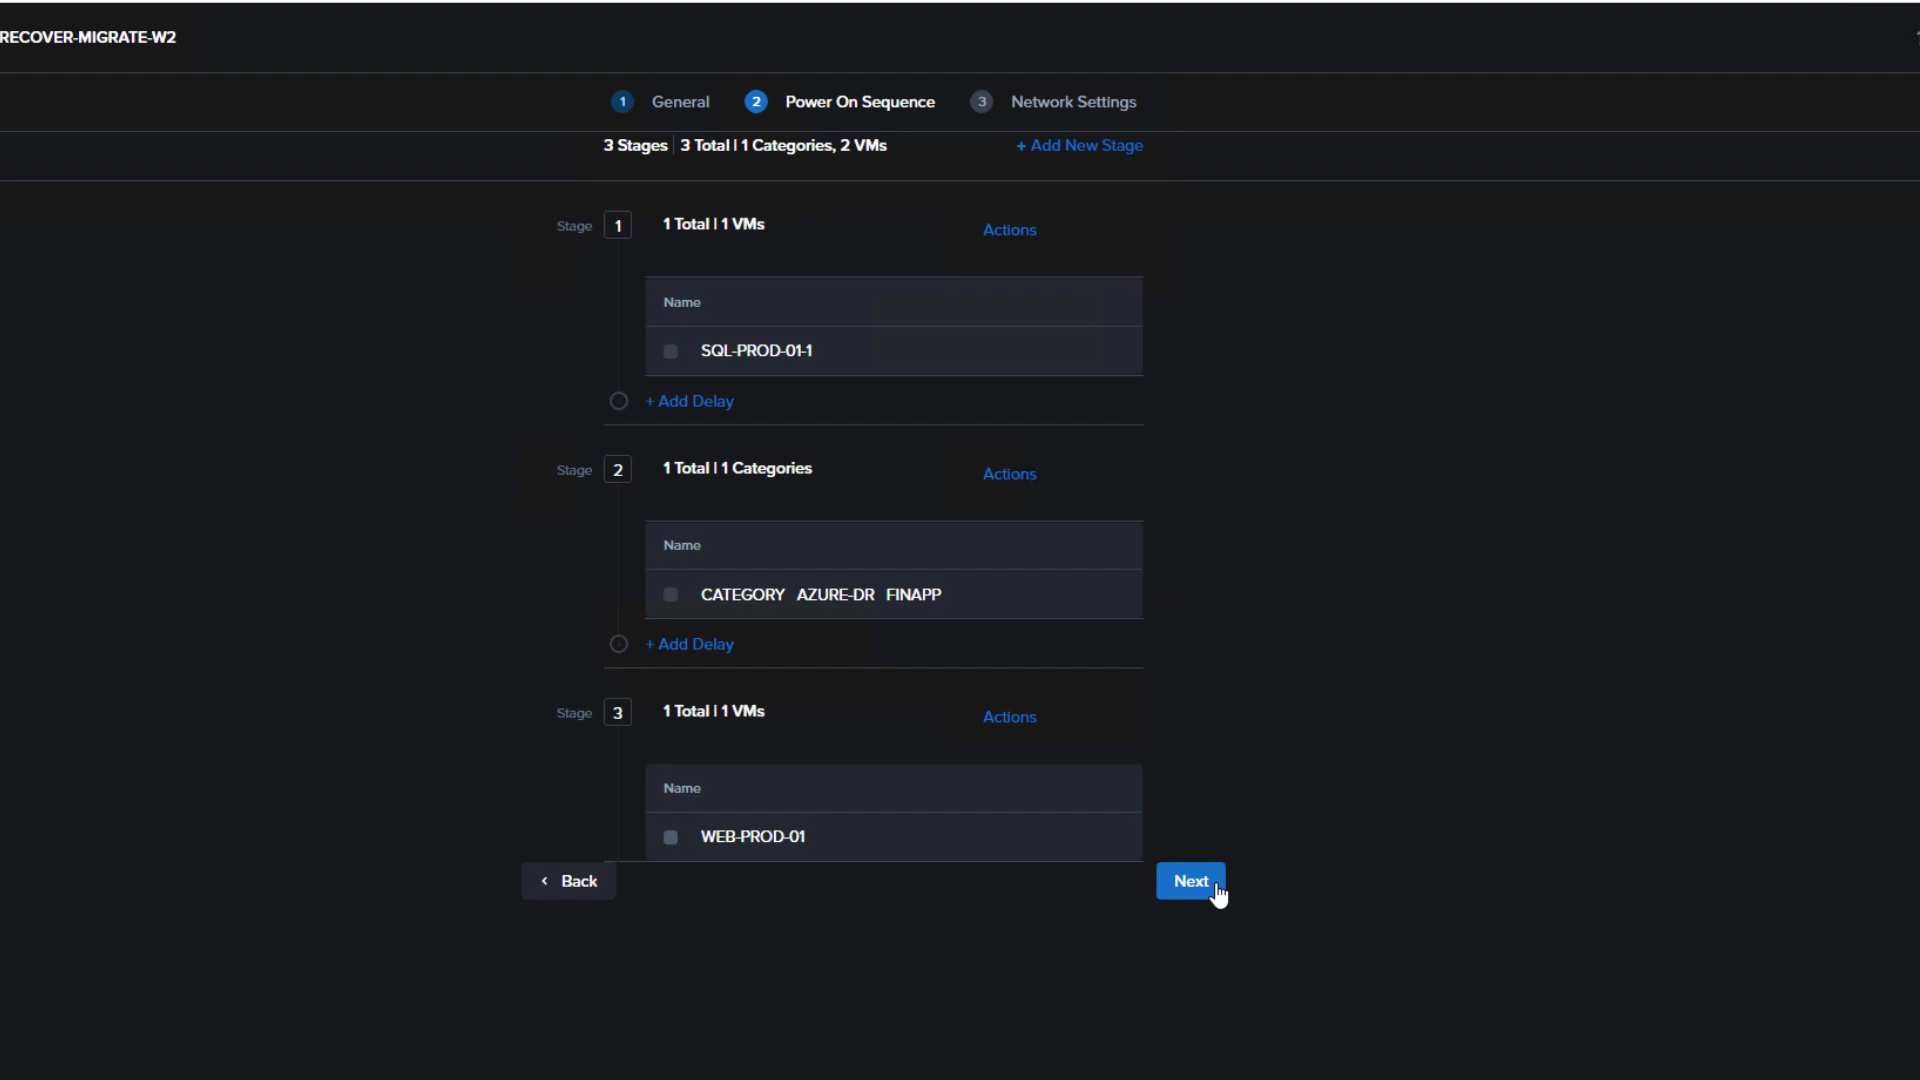 RECOVER-MIGRATE-W2
1 General 2 Power On Sequence 3 Network Settings
3 Stages 3 Total | 1 Categories, 2 VMs + Add New Stage
Stage 1 1 Total | 1 VMs Actions
Name
SQL-PROD-01-1
+ Add Delay
Stage 2 1 Total | 1 Categories Actions
Name
CATEGORY AZURE-DR FINAPP
+ Add Delay
Stage 3 1 Total | 1 VMs Actions
Name
WEB-PROD-01
Back Next